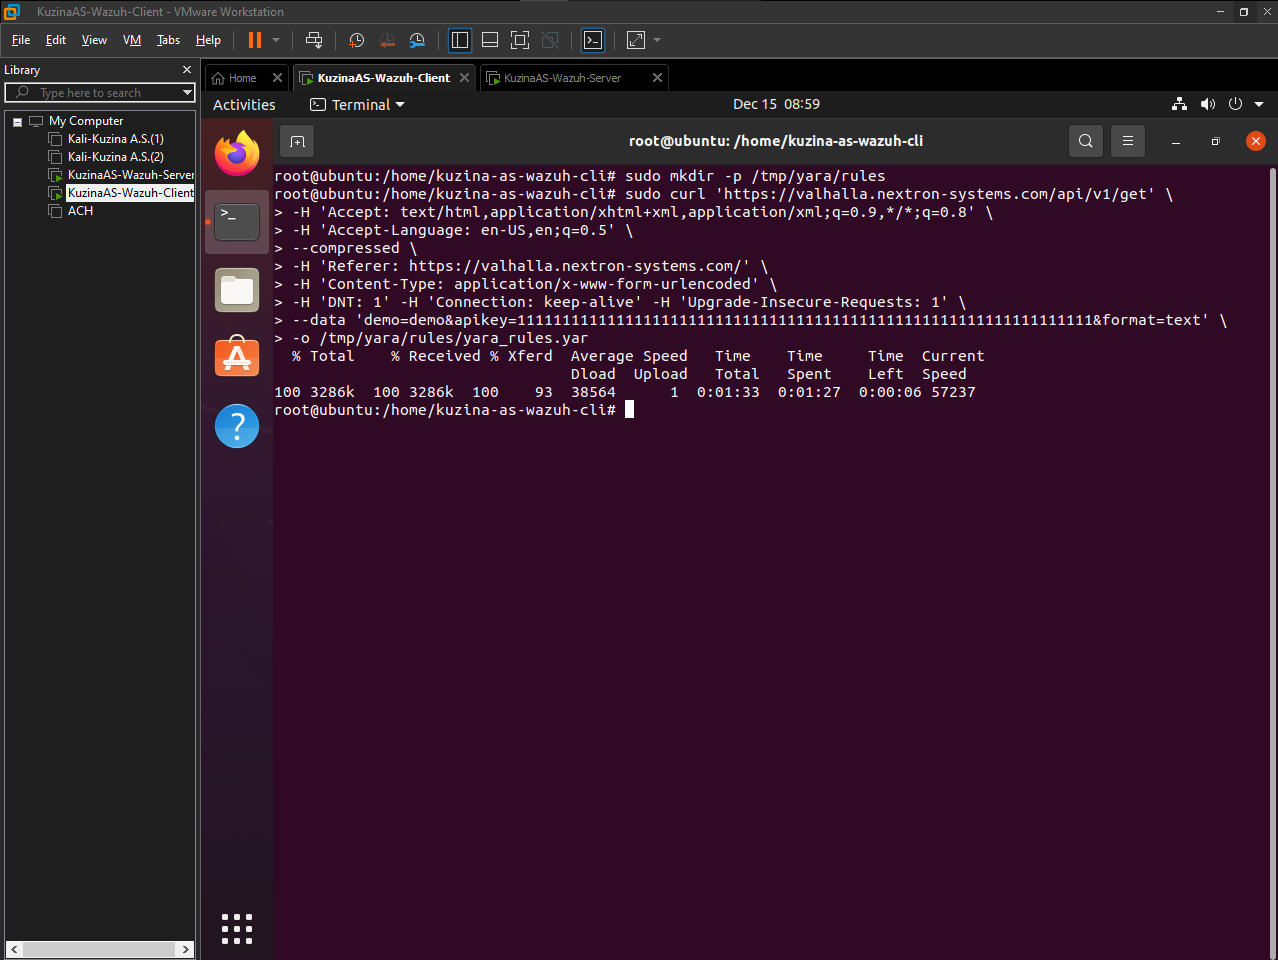 KuzinaAS-Wazuh-Client - VMware Workstation
File Edit View VM Tabs Help
Library
Type here to search
My Computer
Kali-Kuzina A.S.(1)
Kali-Kuzina A.S.(2)
KuzinaAS-Wazuh-Server
KuzinaAS-Wazuh-Client
ACH
Home KuzinaAS-Wazuh-Client KuzinaAS-Wazuh-Server
Activities Terminal Dec 15 08:59
root@ubuntu: /home/kuzina-as-wazuh-cli
root@ubuntu:/home/kuzina-as-wazuh-cli# sudo mkdir -p /tmp/yara/rules
root@ubuntu:/home/kuzina-as-wazuh-cli# sudo curl 'https://valhalla.nextron-systems.com/api/v1/get' \
> -H 'Accept: text/html,application/xhtml+xml,application/xml;q=0.9,*/*;q=0.8' \
> -H 'Accept-Language: en-US,en;q=0.5' \
> --compressed \
> -H 'Referer: https://valhalla.nextron-systems.com/' \
> -H 'Content-Type: application/x-www-form-urlencoded' \
> -H 'DNT: 1' -H 'Connection: keep-alive' -H 'Upgrade-Insecure-Requests: 1' \
> --data 'demo=demo&apikey=1111111111111111111111111111111111111111111111111111111111111111&format=text' \
> -o /tmp/yara/rules/yara_rules.yar
% Total % Received % Xferd Average Speed Time Time Time Current
Dload Upload Total Spent Left Speed
100 3286k 100 3286k 100 93 38564 1 0:01:33 0:01:27 0:00:06 57237
root@ubuntu:/home/kuzina-as-wazuh-cli#